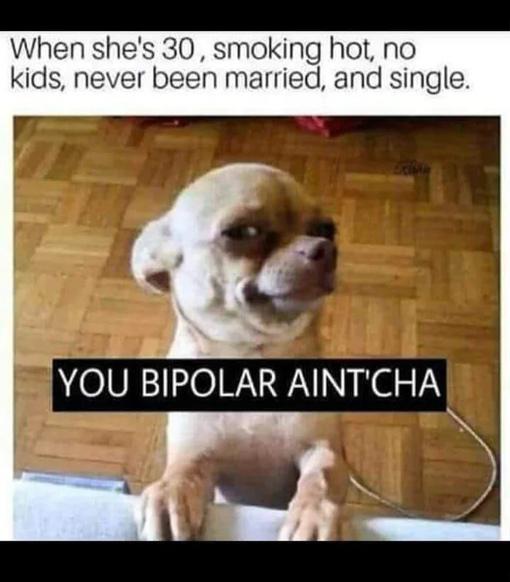 When she's 30, smoking hot, no
kids, never been married, and single.
YOU BIPOLAR AINT'CHA